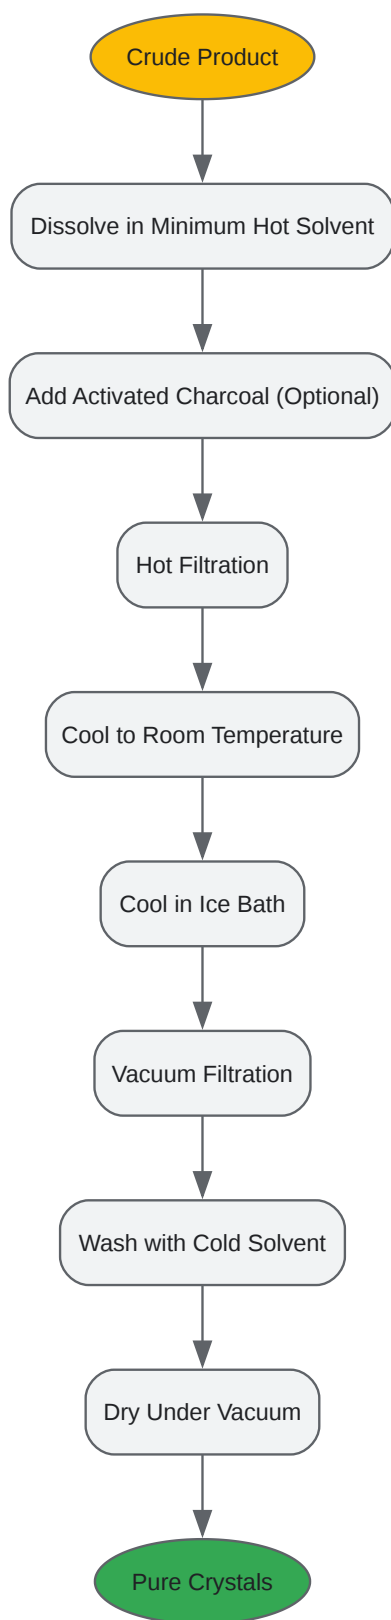 Crude Product
Dissolve in Minimum Hot Solvent
Add Activated Charcoal (Optional)
Hot Filtration
Cool to Room Temperature
Cool in Ice Bath
Vacuum Filtration
Wash with Cold Solvent
Dry Under Vacuum
Pure Crystals